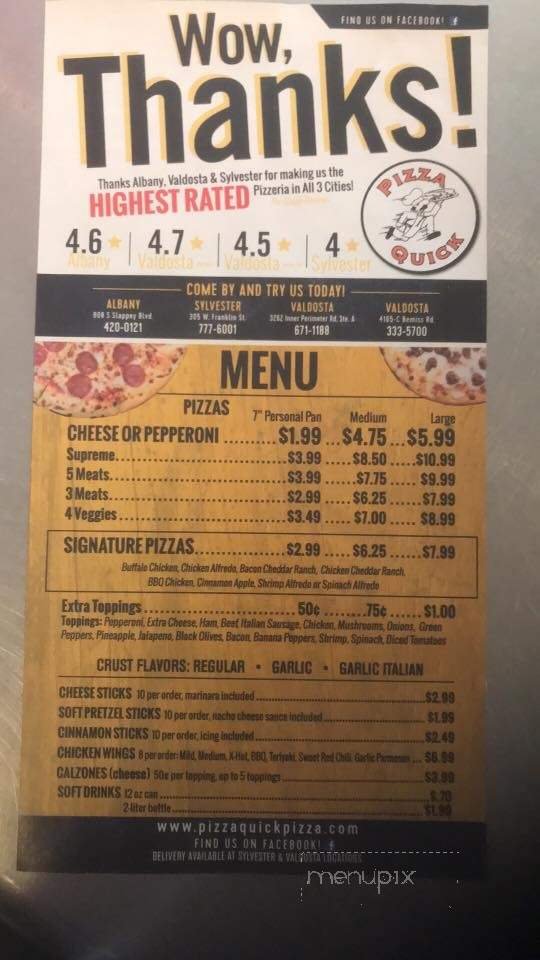 FIND US ON FACEBOOK! f
Wow,
Thanks!
Thanks Albany, Valdosta & Sylvester for making us the
HIGHEST RATED Pizzeria in All 3 Cities!
PIZZA QUICK
4.6 4.7 4.5 4
Albany Valdosta Valdosta Sylvester
COME BY AND TRY US TODAY!
ALBANY SYLVESTER VALDOSTA VALDOSTA
808 S Slappey Blvd 305 W. Franklin St. 3262 Inner Perimeter Rd, Ste. A 4165-C Bemiss Rd
420-0121 777-6001 671-1188 333-5700
MENU
PIZZAS 7" Personal Pan Medium Large
CHEESE OR PEPPERONI .......... $1.99 ... $4.75 ... $5.99
Supreme .......... $3.99 ..... $8.50 ..... $10.99
5 Meats .......... $3.99 ..... $7.75 ..... $9.99
3 Meats .......... $2.99 ..... $6.25 ..... $7.99
4 Veggies .......... $3.49 ..... $7.00 ..... $8.99
SIGNATURE PIZZAS .......... $2.99 ..... $6.25 ...... $7.99
Buffalo Chicken, Chicken Alfredo, Bacon Cheddar Ranch, Chicken Cheddar Ranch,
BBQ Chicken, Cinnamon Apple, Shrimp Alfredo or Spinach Alfredo
Extra Toppings .......... 50¢ ......... 75¢ ...... $1.00
Toppings: Pepperoni, Extra Cheese, Ham, Beef, Italian Sausage, Chicken, Mushrooms, Onions, Green
Peppers, Pineapple, Jalapeno, Black Olives, Bacon, Banana Peppers, Shrimp, Spinach, Diced Tomatoes
CRUST FLAVORS: REGULAR • GARLIC • GARLIC ITALIAN
CHEESE STICKS 10 per order, marinara included .......... $2.99
SOFT PRETZEL STICKS 10 per order, nacho cheese sauce included .......... $1.99
CINNAMON STICKS 10 per order, icing included .......... $2.49
CHICKEN WINGS 8 per order: Mild, Medium, X-Hot, BBQ, Teriyaki, Sweet Red Chili, Garlic Parmesan ... $6.99
CALZONES (cheese) 50¢ per topping, up to 5 toppings .......... $3.99
SOFT DRINKS 12 oz can .......... $.70
2-liter bottle .......... $1.90
www.pizzaquickpizza.com
FIND US ON FACEBOOK! f
DELIVERY AVAILABLE AT SYLVESTER & VALDOSTA LOCATIONS
menupix